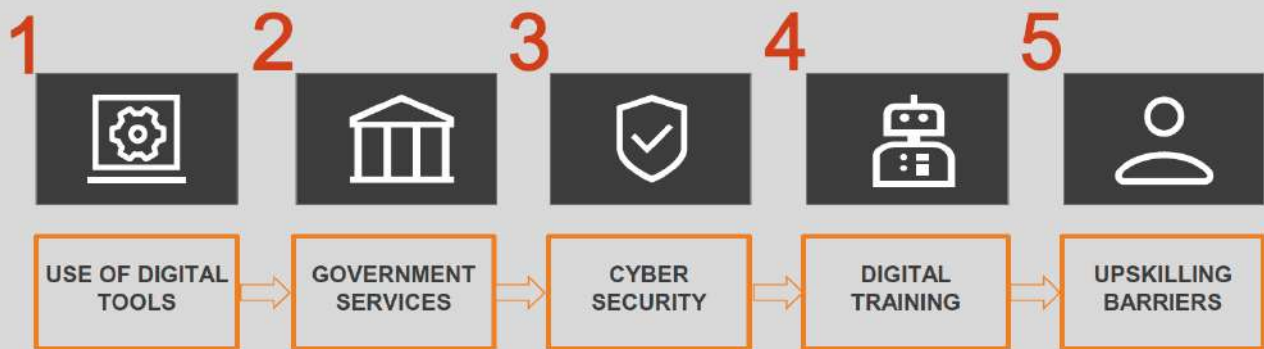 1
2
3
4
5
USE OF DIGITAL
TOOLS
GOVERNMENT
SERVICES
CYBER
SECURITY
DIGITAL
TRAINING
UPSKILLING
BARRIERS